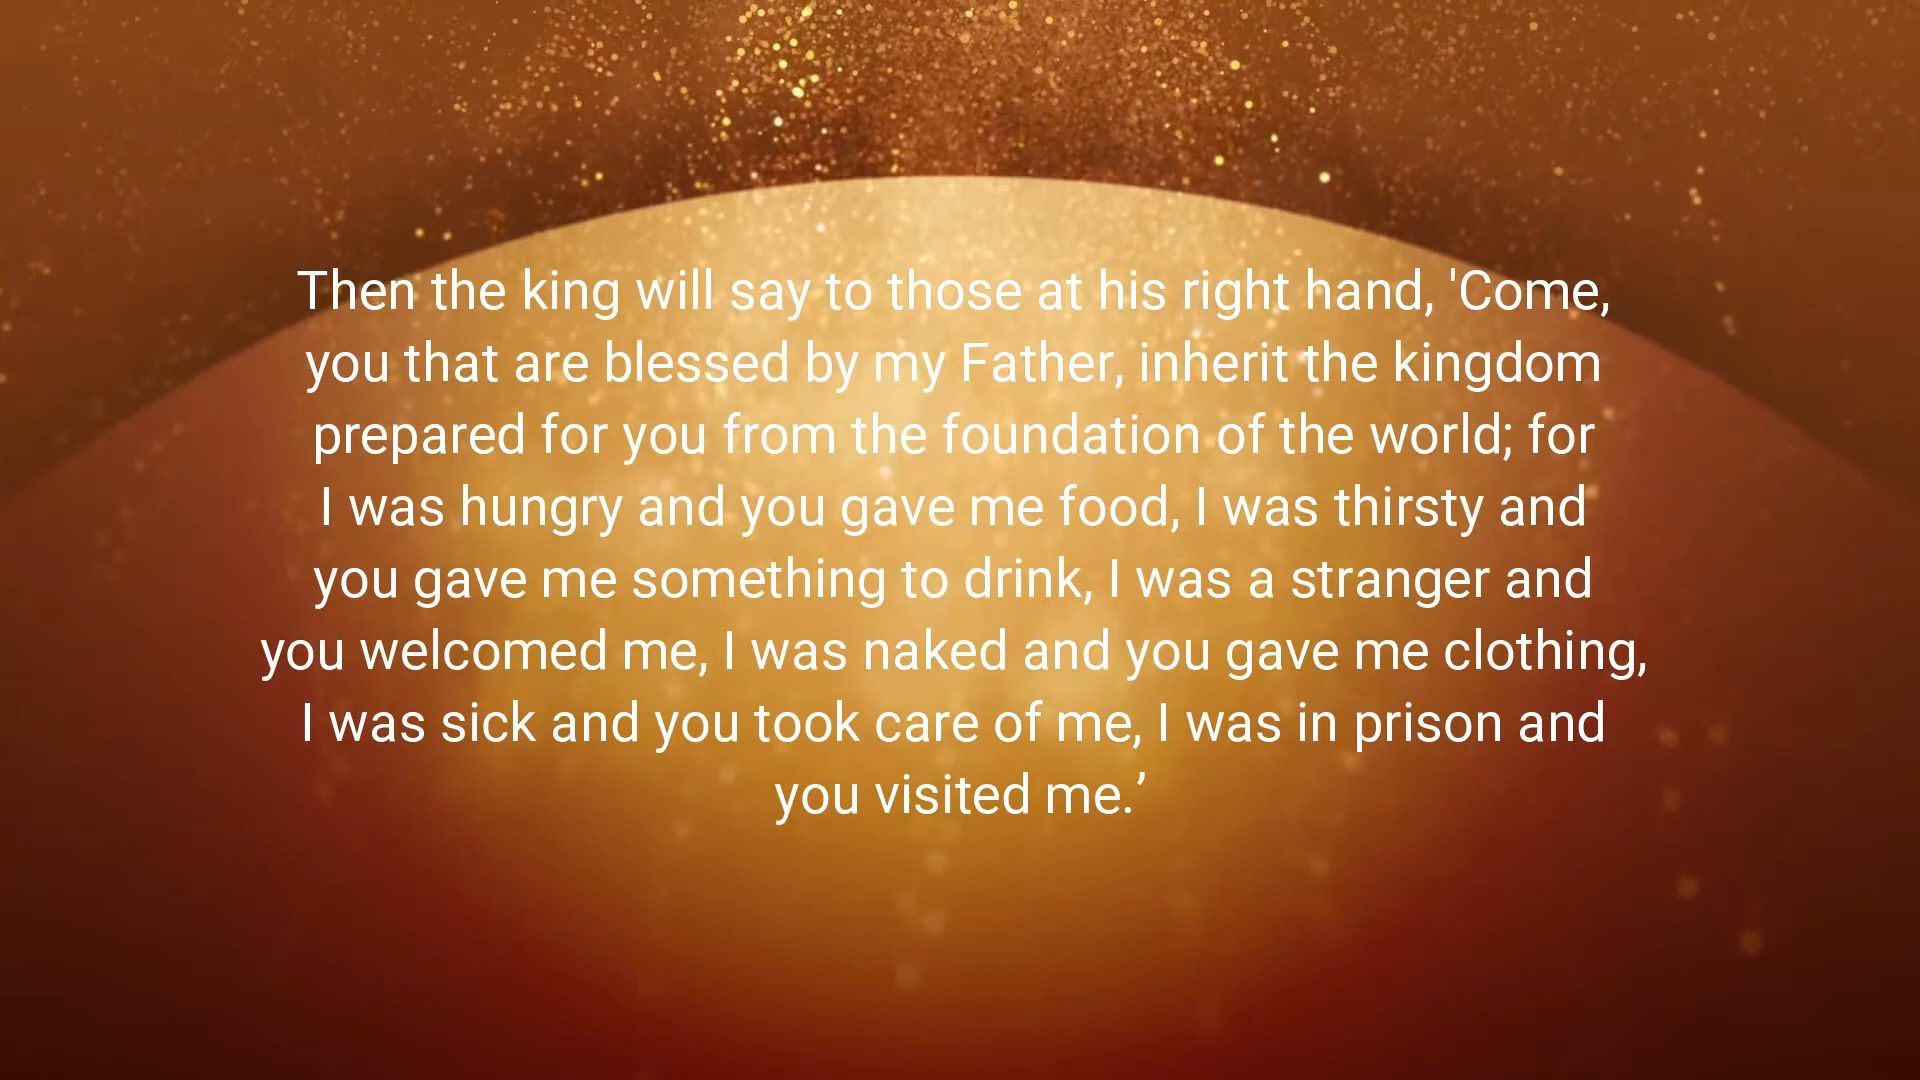 Then the king will say to those at his right hand, 'Come,
you that are blessed by my Father, inherit the kingdom
prepared for you from the foundation of the world; for
I was hungry and you gave me food, I was thirsty and
you gave me something to drink, I was a stranger and
you welcomed me, I was naked and you gave me clothing,
I was sick and you took care of me, I was in prison and
you visited me.’